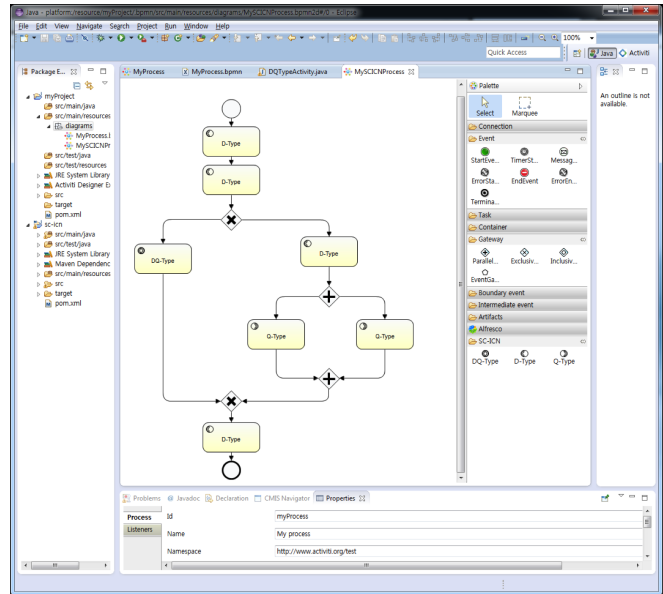 Java - platform:/resource/myProject/bpmn/src/main/resources/diagrams/MySCICNProcess.bpmn2d - Eclipse
File Edit View Navigate Search Project Run Window Help
100%
Quick Access
Java
Activiti
Package E...
myProject
src/main/java
src/main/resources
diagrams
MyProcess.b
MySCICNPr
src/test/java
src/test/resources
JRE System Library
Activiti Designer Ex
src
target
pom.xml
sc-icn
src/main/java
src/test/java
JRE System Library
Maven Dependenc
src/main/resources
src
target
pom.xml
MyProcess
MyProcess.bpmn
DQTypeActivity.java
MySCICNProcess
D-Type
D-Type
DQ-Type
D-Type
Q-Type
Q-Type
D-Type
Palette
Select
Marquee
Connection
Event
StartEve...
TimerSt...
Messag...
ErrorSta...
EndEvent
ErrorEn...
Termina...
Task
Container
Gateway
Parallel...
Exclusiv...
Inclusiv...
EventGa...
Boundary event
Intermediate event
Artifacts
Alfresco
SC-ICN
DQ-Type
D-Type
Q-Type
An outline is not
available.
Problems
Javadoc
Declaration
CMIS Navigator
Properties
Process
Listeners
Id
myProcess
Name
My process
Namespace
http://www.activiti.org/test